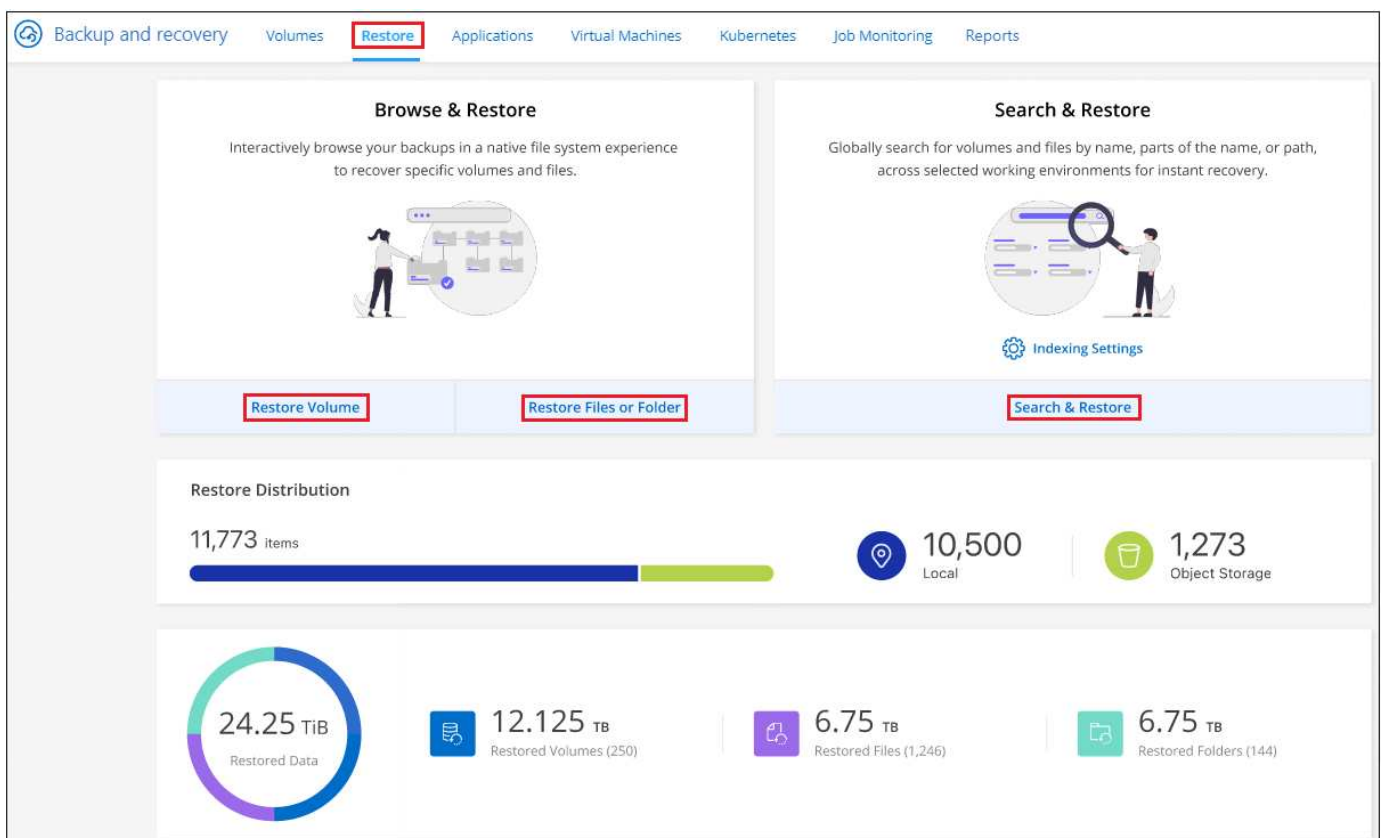 Backup and recovery Volumes Restore Applications Virtual Machines Kubernetes Job Monitoring Reports
Browse & Restore
Interactively browse your backups in a native file system experience
to recover specific volumes and files.
Restore Volume
Restore Files or Folder
Search & Restore
Globally search for volumes and files by name, parts of the name, or path,
across selected working environments for instant recovery.
Indexing Settings
Search & Restore
Restore Distribution
11,773 items
10,500
Local
1,273
Object Storage
24.25 TiB
Restored Data
12.125 TB
Restored Volumes (250)
6.75 TB
Restored Files (1,246)
6.75 TB
Restored Folders (144)